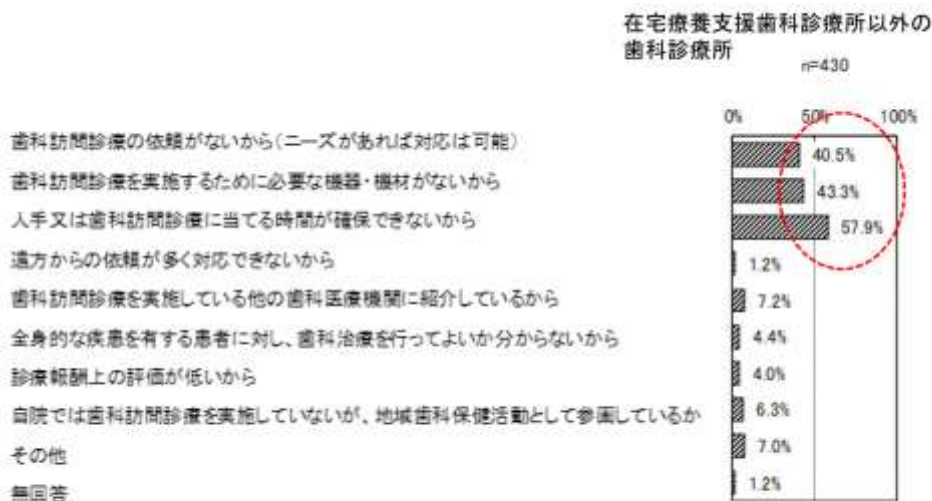 在宅療養支援歯科診療所以外の
歯科診療所
n=430
0% 50% 100%
歯科訪問診療の依頼がないから(ニーズがあれば対応は可能) 40.5%
歯科訪問診療を実施するために必要な機器・機材がないから 43.3%
人手又は歯科訪問診療に当てる時間が確保できないから 57.9%
遠方からの依頼が多く対応できないから 1.2%
歯科訪問診療を実施している他の歯科医療機関に紹介しているから 7.2%
全身的な疾患を有する患者に対し、歯科治療を行ってよいか分からないから 4.4%
診療報酬上の評価が低いから 4.0%
自院では歯科訪問診療を実施していないが、地域歯科保健活動として参画しているか 6.3%
その他 7.0%
無回答 1.2%